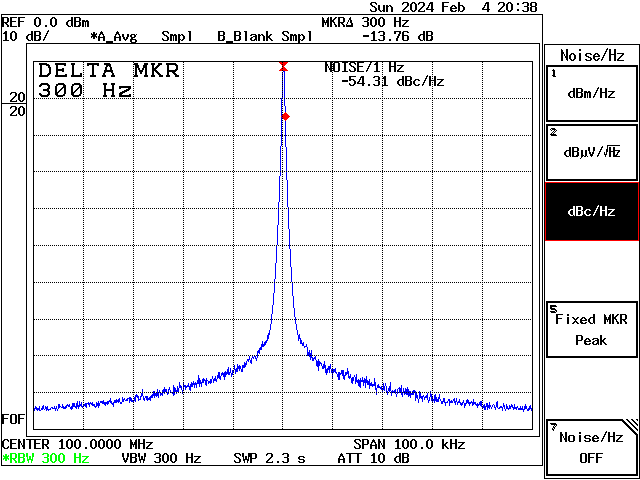 Sun 2024 Feb  4 20:38
REF 0.0 dBm MKRΔ 300 Hz
10 dB/ *A_Avg Smpl B_Blank Smpl -13.76 dB
Noise/Hz
DELTA MKR NOISE/1 Hz
300 Hz -54.31 dBc/Hz
1
dBm/Hz
20
20
2
dBμV/√Hz
dBc/Hz
5
Fixed MKR
Peak
FOF
7
Noise/Hz
OFF
CENTER 100.0000 MHz SPAN 100.0 kHz
*RBW 300 Hz VBW 300 Hz SWP 2.3 s ATT 10 dB